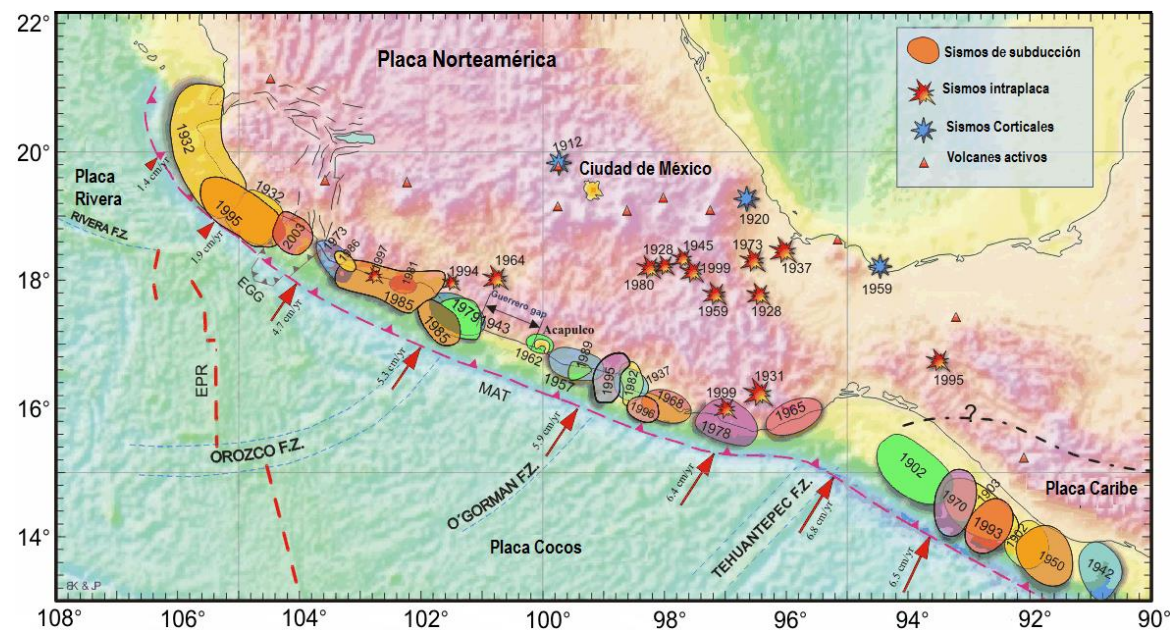 22°
20°
18°
16°
14°
108°
106°
104°
102°
100°
98°
96°
94°
92°
90°
Placa Norteamérica
Sismos de subducción
Sismos intraplaca
Sismos Corticales
Volcanes activos
Placa
Rivera
RIVERA F.Z.
1932
1.4 cm/yr
1932
1995
1.9 cm/yr
2003
EGG
4.7 cm/yr
1973
1986
1997
1981
1985
1985
5.3 cm/yr
1994
1964
1979
1943
Guerrero gap
Acapulco
1962
1957
1989
1995
1982
1937
1996
1968
1978
1999
1931
1965
1912
Ciudad de México
1920
1928
1945
1980
1999
1973
1937
1959
1928
1959
1995
EPR
MAT
OROZCO F.Z.
O´GORMAN F.Z.
5.9 cm/yr
6.4 cm/yr
TEHUANTEPEC F.Z.
6.8 cm/yr
6.5 cm/yr
Placa Cocos
?
Placa Caribe
1902
1970
1903
1993
1902
1950
1942